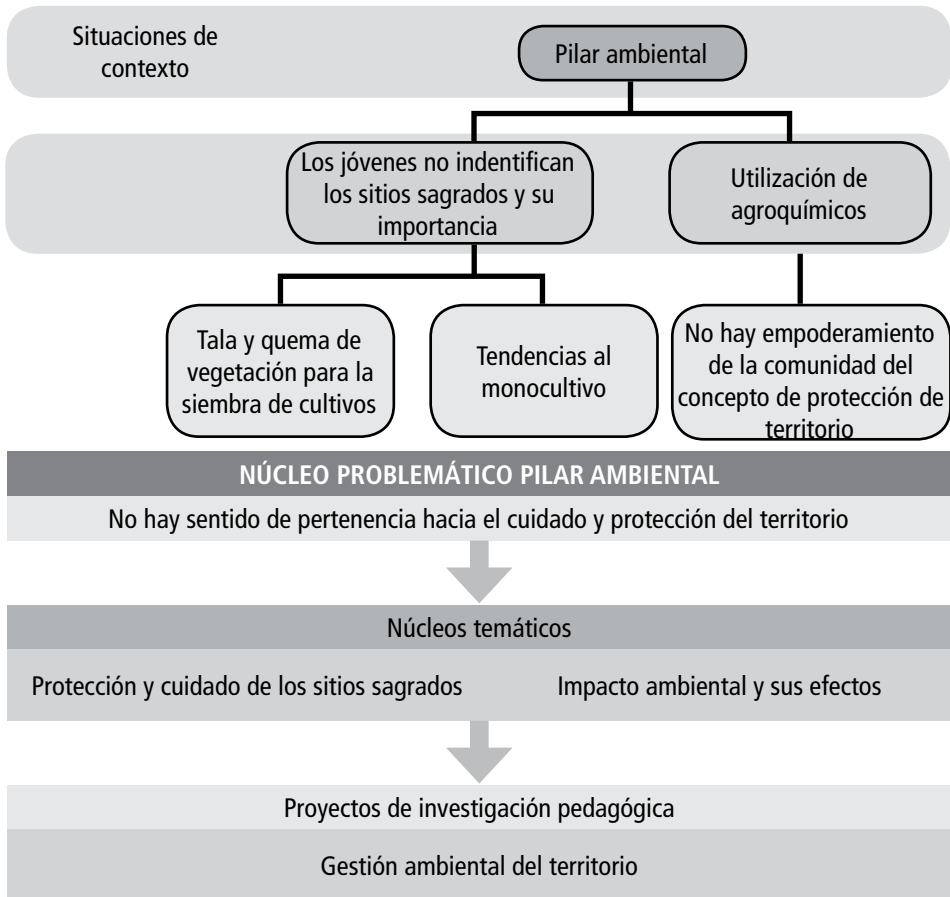 Situaciones de
contexto
Pilar ambiental
Los jóvenes no indentifican
los sitios sagrados y su
importancia
Utilización de
agroquímicos
Tala y quema de
vegetación para la
siembra de cultivos
Tendencias al
monocultivo
No hay empoderamiento
de la comunidad del
concepto de protección de
territorio
NÚCLEO PROBLEMÁTICO PILAR AMBIENTAL
No hay sentido de pertenencia hacia el cuidado y protección del territorio
Núcleos temáticos
Protección y cuidado de los sitios sagrados
Impacto ambiental y sus efectos
Proyectos de investigación pedagógica
Gestión ambiental del territorio